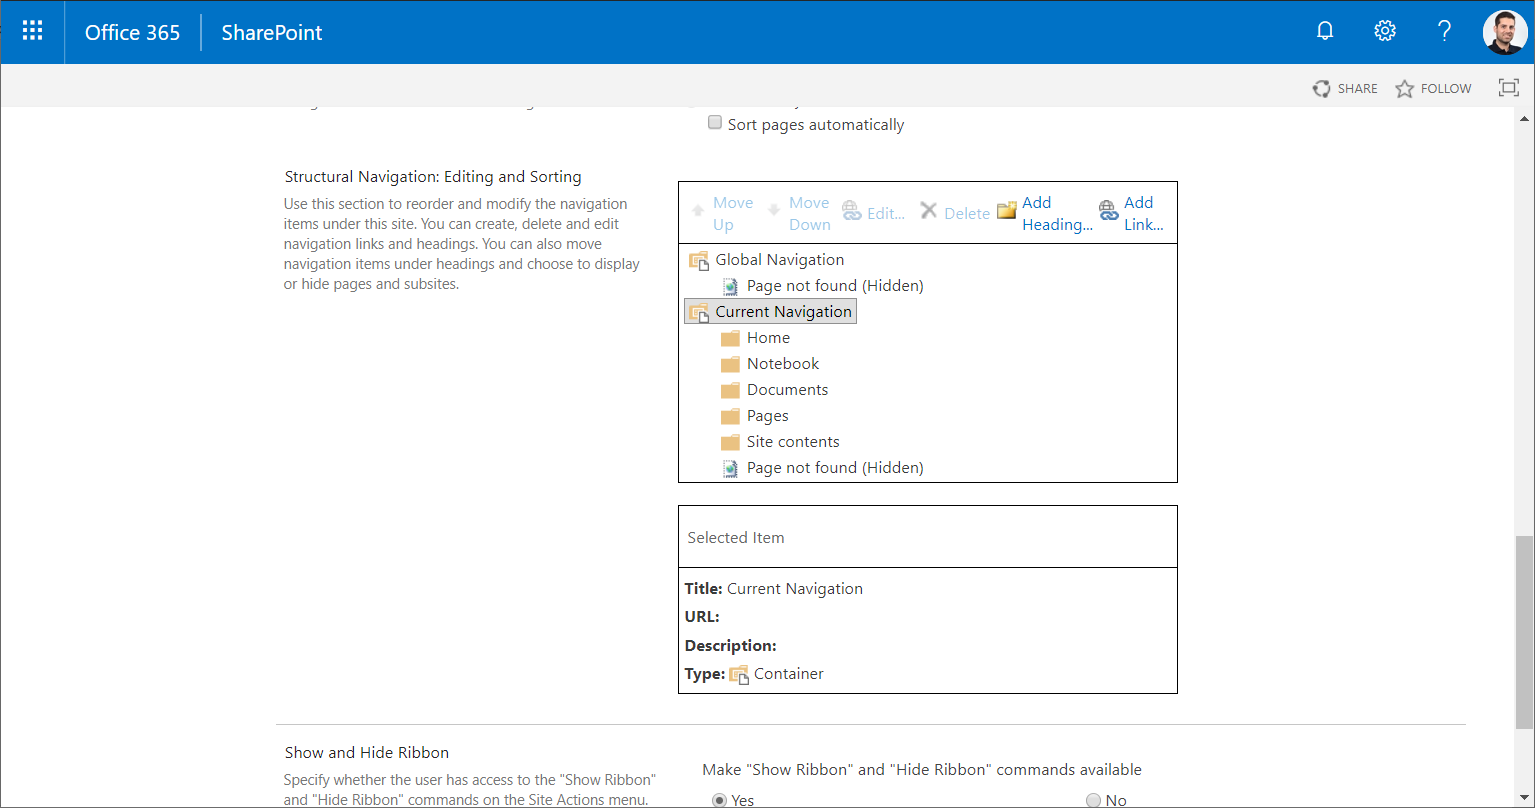 Office 365
SharePoint
SHARE
FOLLOW
Sort pages automatically
Structural Navigation: Editing and Sorting
Use this section to reorder and modify the navigation
items under this site. You can create, delete and edit
navigation links and headings. You can also move
navigation items under headings and choose to display
or hide pages and subsites.
Move
Up
Move
Down
Edit...
Delete
Add
Heading...
Add
Link...
Global Navigation
Page not found (Hidden)
Current Navigation
Home
Notebook
Documents
Pages
Site contents
Page not found (Hidden)
Selected Item
Title: Current Navigation
URL:
Description:
Type: Container
Show and Hide Ribbon
Specify whether the user has access to the "Show Ribbon"
and "Hide Ribbon" commands on the Site Actions menu.
Make "Show Ribbon" and "Hide Ribbon" commands available
Yes
No